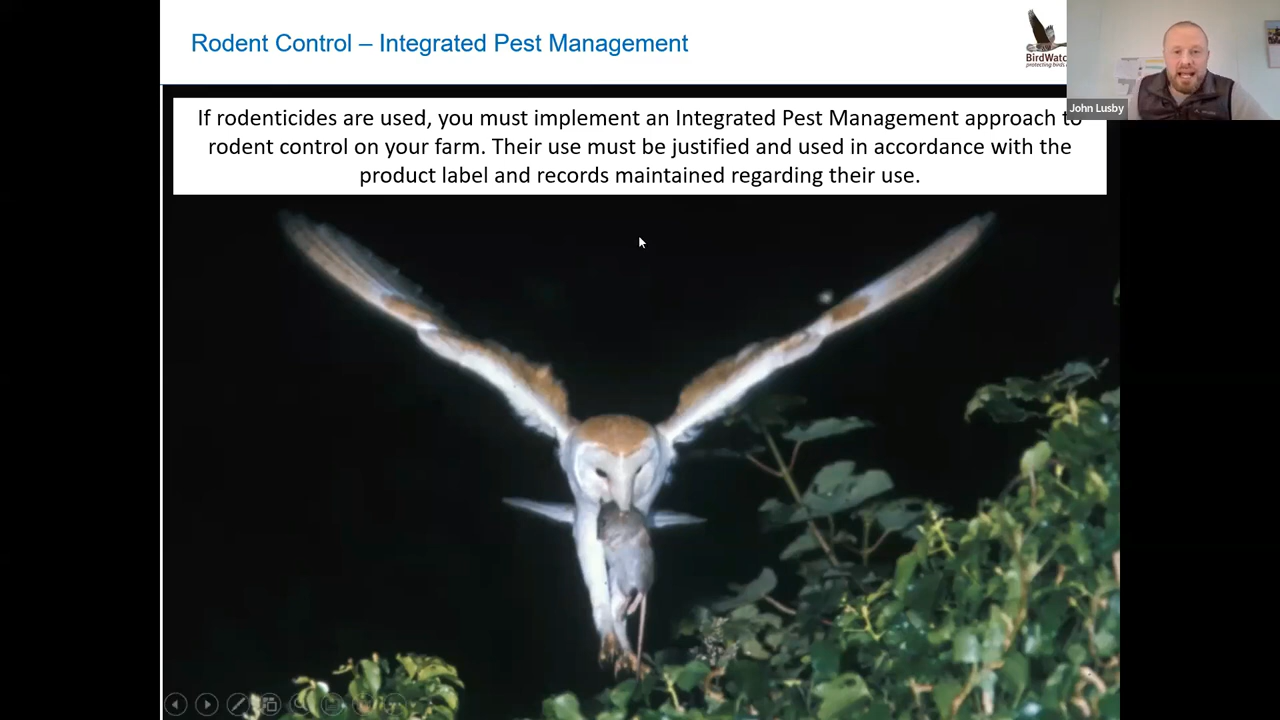 Rodent Control – Integrated Pest Management
BirdWatc
John Lusby
If rodenticides are used, you must implement an Integrated Pest Management approach to
rodent control on your farm. Their use must be justified and used in accordance with the
product label and records maintained regarding their use.